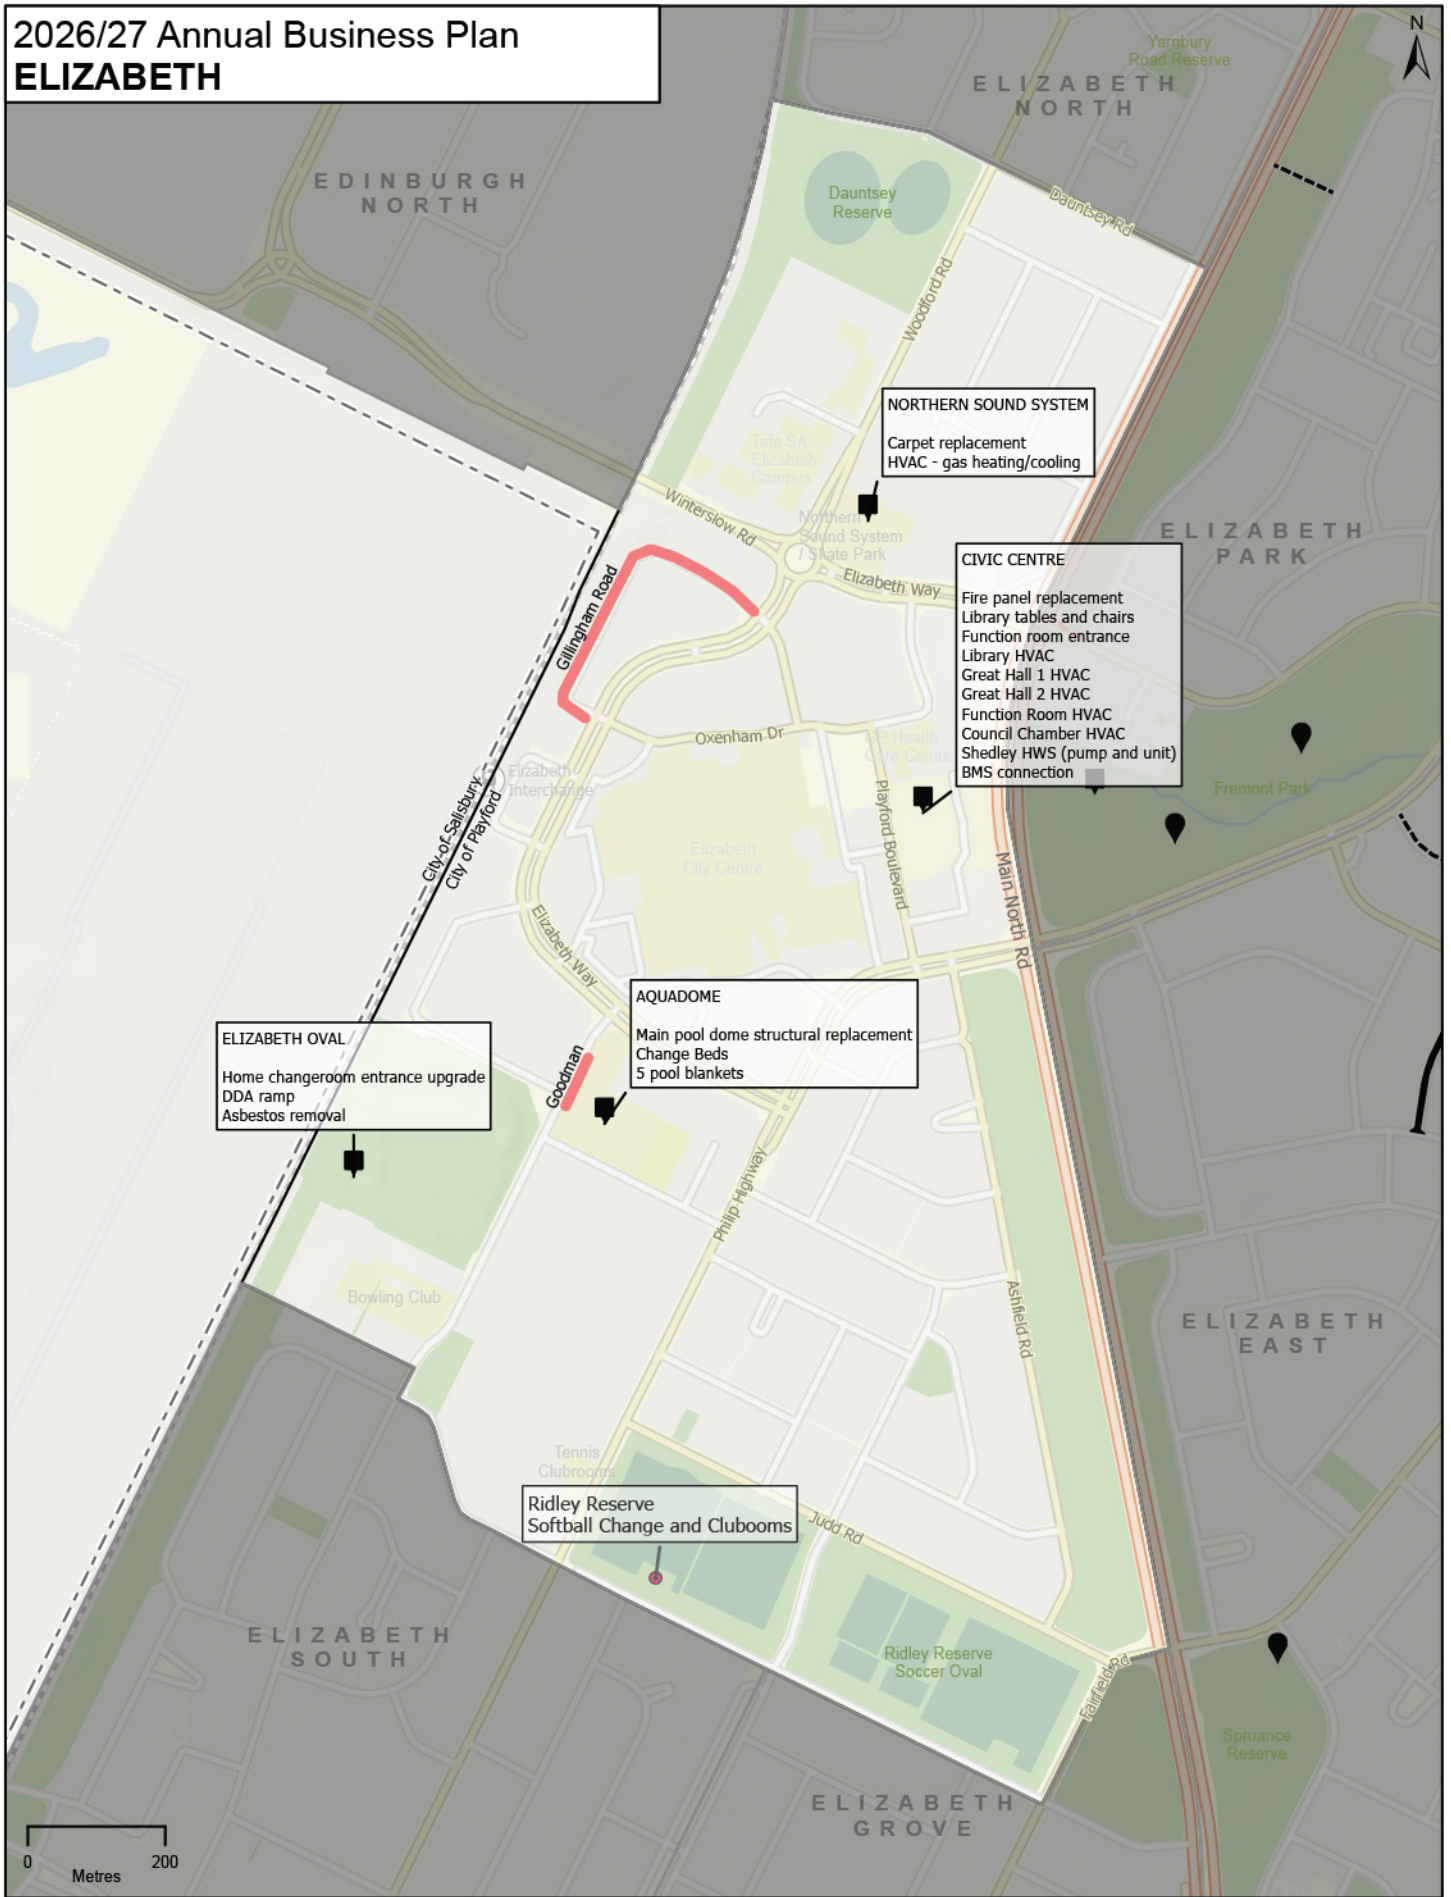 2026/27 Annual Business Plan
ELIZABETH
N
Yarnbury
Road Reserve
ELIZABETH
NORTH
EDINBURGH
NORTH
Dauntsey
Reserve
Dauntsey Rd
Woodford Rd
NORTHERN SOUND SYSTEM
Carpet replacement
HVAC - gas heating/cooling
Tafe SA
Elizabeth
Campus
Winterslow Rd
Northern
Sound System
/ Skate Park
Elizabeth Way
ELIZABETH
PARK
CIVIC CENTRE
Fire panel replacement
Library tables and chairs
Function room entrance
Library HVAC
Great Hall 1 HVAC
Great Hall 2 HVAC
Function Room HVAC
Council Chamber HVAC
Shedley HWS (pump and unit)
BMS connection
Gillingham Road
Oxenham Dr
GP Health
Care Centre
Elizabeth
Interchange
Fremont Park
City of Salisbury
City of Playford
Playford Boulevard
Elizabeth
City Centre
Main North Rd
Elizabeth Way
AQUADOME
Main pool dome structural replacement
Change Beds
5 pool blankets
ELIZABETH OVAL
Home changeroom entrance upgrade
DDA ramp
Asbestos removal
Goodman
Philip Highway
Bowling Club
Ashfield Rd
ELIZABETH
EAST
Tennis
Clubrooms
Ridley Reserve
Softball Change and Clubooms
Judd Rd
ELIZABETH
SOUTH
Ridley Reserve
Soccer Oval
Fairfield Rd
Spruance
Reserve
ELIZABETH
GROVE
0 200
Metres